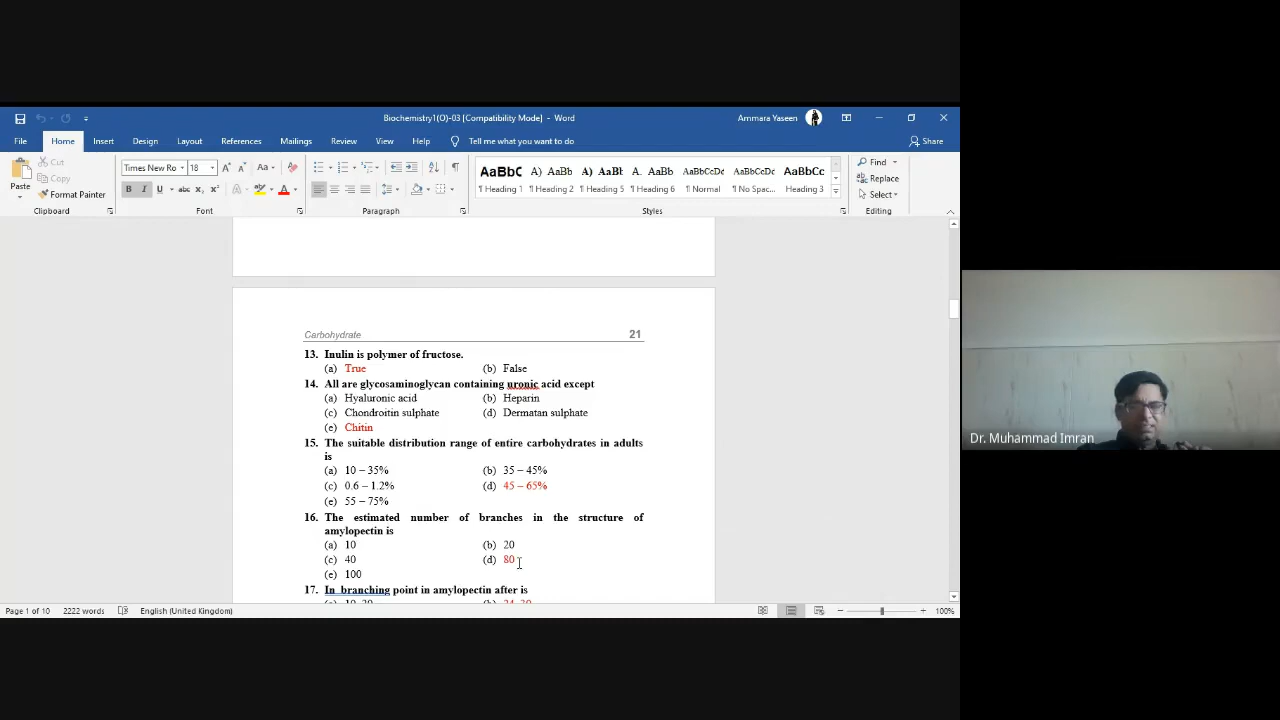 Biochemistry1(O)-03 [Compatibility Mode] - Word
Ammara Yaseen
File Home Insert Design Layout References Mailings Review View Help Tell me what you want to do Share
Paste
Cut
Copy
Format Painter
Clipboard
Times New Ro 18
Font
Paragraph
AaBbC A) AaBb A) AaBb A. AaBb AaBbCcDc AaBbCcDc AaBbCc
¶ Heading 1 ¶ Heading 2 ¶ Heading 5 ¶ Heading 6 ¶ Normal ¶ No Spac... Heading 3
Styles
Find
Replace
Select
Editing
Carbohydrate 21
13. Inulin is polymer of fructose.
(a) True (b) False
14. All are glycosaminoglycan containing uronic acid except
(a) Hyaluronic acid (b) Heparin
(c) Chondroitin sulphate (d) Dermatan sulphate
(e) Chitin
15. The suitable distribution range of entire carbohydrates in adults
is
(a) 10 – 35% (b) 35 – 45%
(c) 0.6 – 1.2% (d) 45 – 65%
(e) 55 – 75%
16. The estimated number of branches in the structure of
amylopectin is
(a) 10 (b) 20
(c) 40 (d) 80
(e) 100
17. In branching point in amylopectin after is
Page 1 of 10 2222 words English (United Kingdom) 100%
Dr. Muhammad Imran